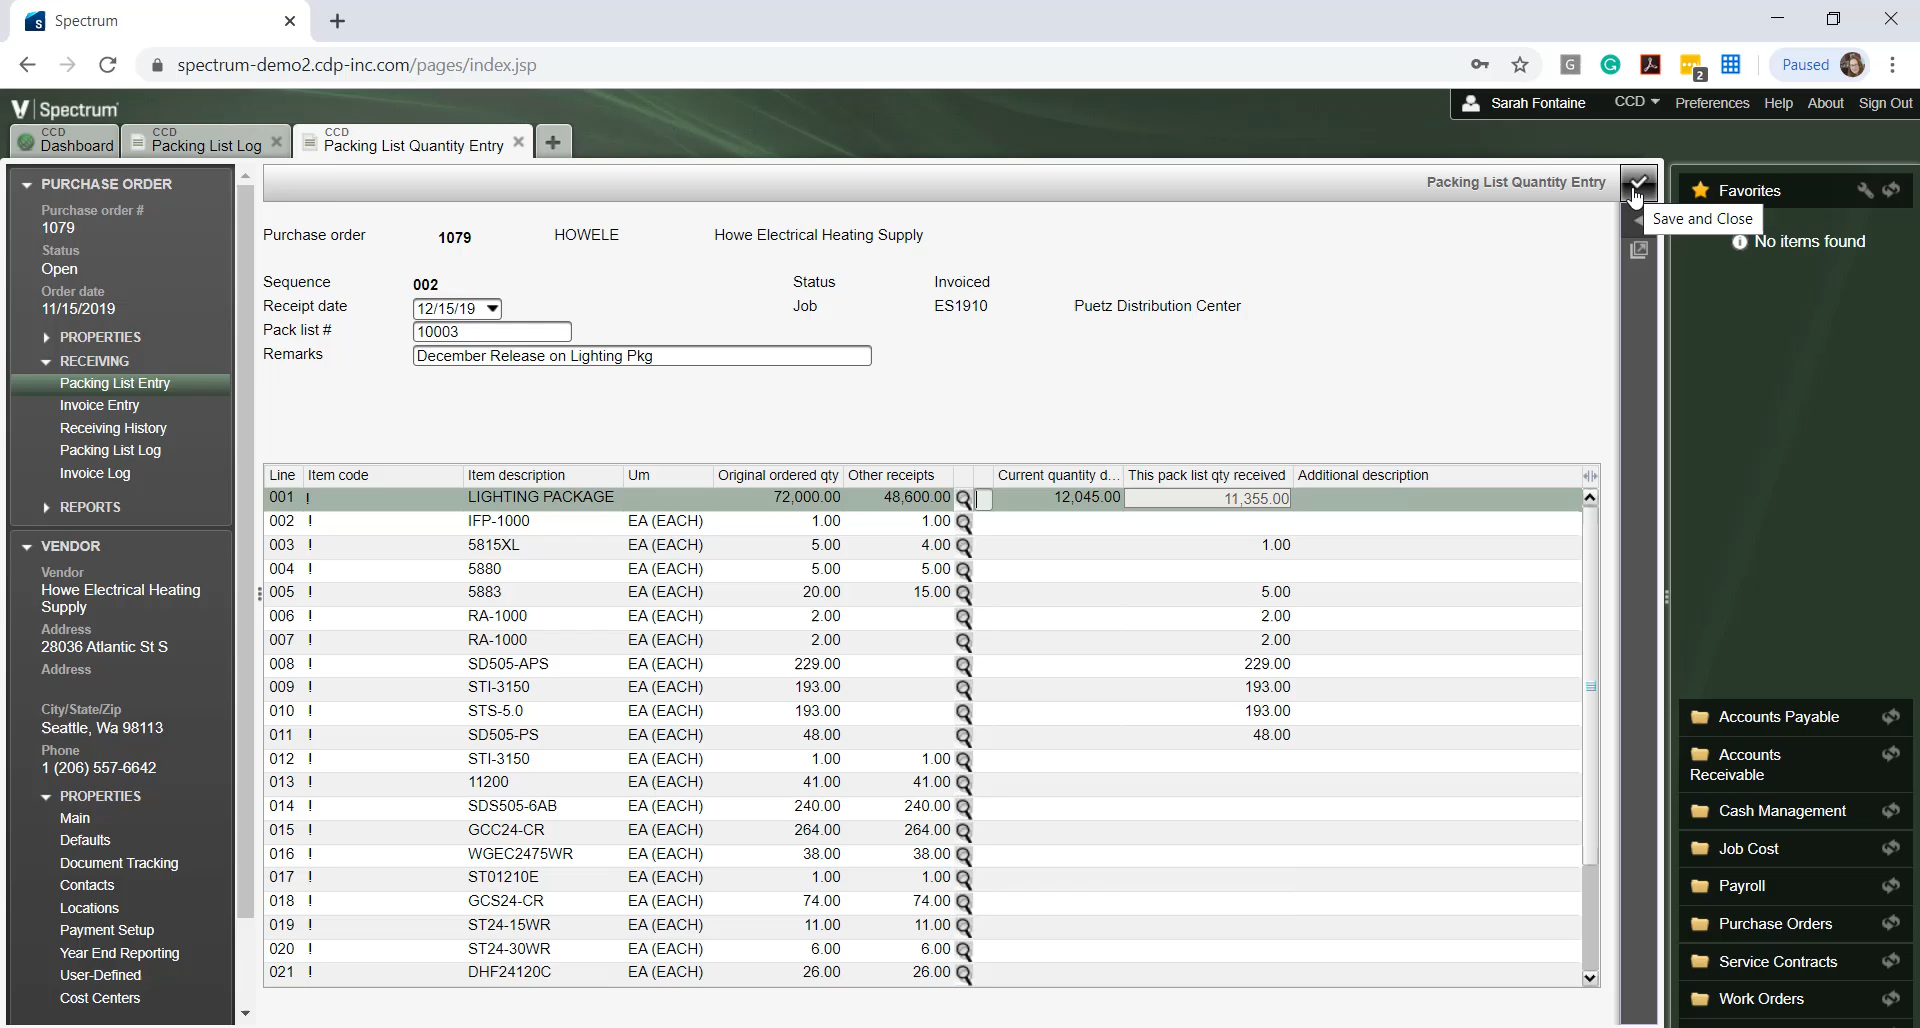 Spectrum
spectrum-demo2.cdp-inc.com/pages/index.jsp
2
Paused
Spectrum
Sarah Fontaine CCD Preferences Help About Sign Out
CCD
Dashboard
CCD
Packing List Log
CCD
Packing List Quantity Entry
PURCHASE ORDER
Purchase order #
1079
Status
Open
Order date
11/15/2019
PROPERTIES
RECEIVING
Packing List Entry
Invoice Entry
Receiving History
Packing List Log
Invoice Log
REPORTS
VENDOR
Vendor
Howe Electrical Heating
Supply
Address
28036 Atlantic St S
Address
City/State/Zip
Seattle, Wa 98113
Phone
1 (206) 557-6642
PROPERTIES
Main
Defaults
Document Tracking
Contacts
Locations
Payment Setup
Year End Reporting
User-Defined
Cost Centers
Packing List Quantity Entry
Save and Close
Purchase order 1079 HOWELE Howe Electrical Heating Supply
Sequence 002 Status Invoiced
Receipt date 12/15/19 Job ES1910 Puetz Distribution Center
Pack list # 10003
Remarks December Release on Lighting Pkg
Line Item code Item description Um Original ordered qty Other receipts Current quantity d... This pack list qty received Additional description
001 ! LIGHTING PACKAGE 72,000.00 48,600.00 12,045.00 11,355.00
002 ! IFP-1000 EA (EACH) 1.00 1.00
003 ! 5815XL EA (EACH) 5.00 4.00 1.00
004 ! 5880 EA (EACH) 5.00 5.00
005 ! 5883 EA (EACH) 20.00 15.00 5.00
006 ! RA-1000 EA (EACH) 2.00 2.00
007 ! RA-1000 EA (EACH) 2.00 2.00
008 ! SD505-APS EA (EACH) 229.00 229.00
009 ! STI-3150 EA (EACH) 193.00 193.00
010 ! STS-5.0 EA (EACH) 193.00 193.00
011 ! SD505-PS EA (EACH) 48.00 48.00
012 ! STI-3150 EA (EACH) 1.00 1.00
013 ! 11200 EA (EACH) 41.00 41.00
014 ! SDS505-6AB EA (EACH) 240.00 240.00
015 ! GCC24-CR EA (EACH) 264.00 264.00
016 ! WGEC2475WR EA (EACH) 38.00 38.00
017 ! ST01210E EA (EACH) 1.00 1.00
018 ! GCS24-CR EA (EACH) 74.00 74.00
019 ! ST24-15WR EA (EACH) 11.00 11.00
020 ! ST24-30WR EA (EACH) 6.00 6.00
021 ! DHF24120C EA (EACH) 26.00 26.00
Favorites
No items found
Accounts Payable
Accounts
Receivable
Cash Management
Job Cost
Payroll
Purchase Orders
Service Contracts
Work Orders